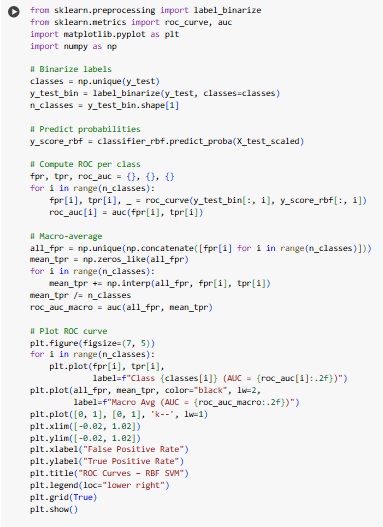 from sklearn.preprocessing import label_binarize
from sklearn.metrics import roc_curve, auc
import matplotlib.pyplot as plt
import numpy as np

# Binarize labels
classes = np.unique(y_test)
y_test_bin = label_binarize(y_test, classes=classes)
n_classes = y_test_bin.shape[1]

# Predict probabilities
y_score_rbf = classifier_rbf.predict_proba(X_test_scaled)

# Compute ROC per class
fpr, tpr, roc_auc = {}, {}, {}
for i in range(n_classes):
    fpr[i], tpr[i], _ = roc_curve(y_test_bin[:, i], y_score_rbf[:, i])
    roc_auc[i] = auc(fpr[i], tpr[i])

# Macro-average
all_fpr = np.unique(np.concatenate([fpr[i] for i in range(n_classes)]))
mean_tpr = np.zeros_like(all_fpr)
for i in range(n_classes):
    mean_tpr += np.interp(all_fpr, fpr[i], tpr[i])
mean_tpr /= n_classes
roc_auc_macro = auc(all_fpr, mean_tpr)

# Plot ROC curve
plt.figure(figsize=(7, 5))
for i in range(n_classes):
    plt.plot(fpr[i], tpr[i],
             label=f"Class {classes[i]} (AUC = {roc_auc[i]:.2f})")
plt.plot(all_fpr, mean_tpr, color="black", lw=2,
         label=f"Macro Avg (AUC = {roc_auc_macro:.2f})")
plt.plot([0, 1], [0, 1], 'k--', lw=1)
plt.xlim([-0.02, 1.02])
plt.ylim([-0.02, 1.02])
plt.xlabel("False Positive Rate")
plt.ylabel("True Positive Rate")
plt.title("ROC Curves – RBF SVM")
plt.legend(loc="lower right")
plt.grid(True)
plt.show()